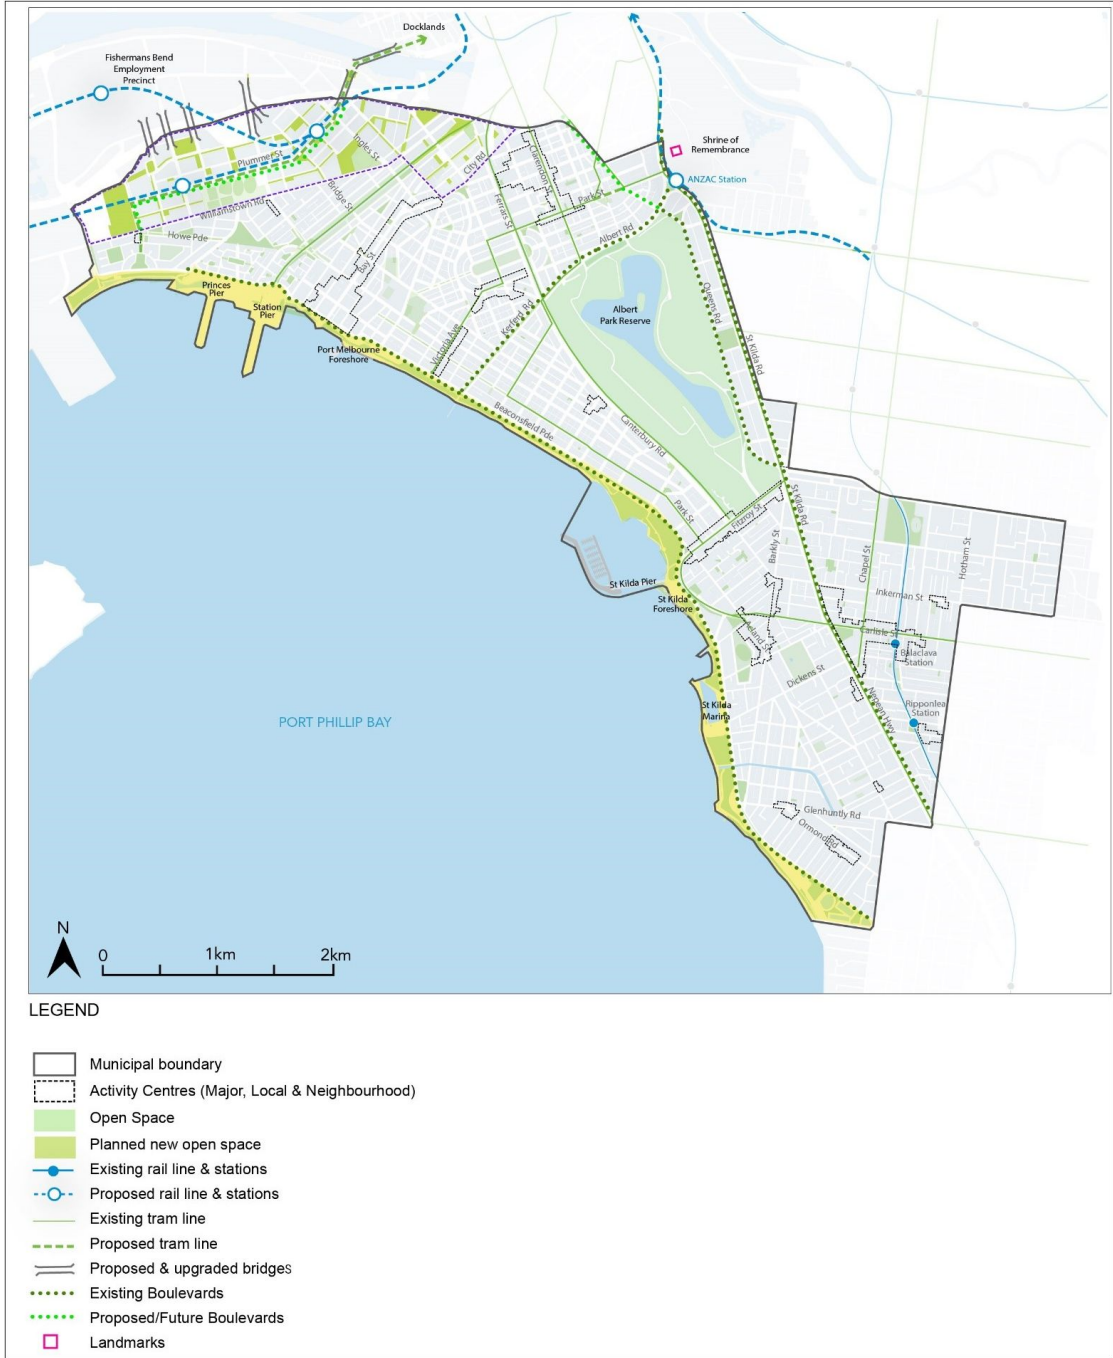 Docklands
Fishermans Bend
Employment
Precinct
Shrine of
Remembrance
ANZAC Station
Plummer St
Ingles St
City Rd
Clarendon St
Park St
Ferrars St
Bridge St
Williamstown Rd
Howe Pde
Albert Rd
Bay St
Princes
Pier
Station
Pier
Port Melbourne
Foreshore
Victoria Ave
Kerferd Rd
Albert
Park Reserve
Queens Rd
St Kilda Rd
Beaconsfield Pde
Canterbury Rd
Park St
Fitzroy St
St Kilda Rd
Barkly St
Chapel St
Hotham St
Inkerman St
St Kilda Pier
St Kilda
Foreshore
Acland St
Carlisle St
Balaclava
Station
Dickens St
Nepean Hwy
Ripponlea
Station
St Kilda
Marina
PORT PHILLIP BAY
Glenhuntly Rd
Ormond Rd
N
0 1km 2km
LEGEND
Municipal boundary
Activity Centres (Major, Local & Neighbourhood)
Open Space
Planned new open space
Existing rail line & stations
Proposed rail line & stations
Existing tram line
Proposed tram line
Proposed & upgraded bridges
Existing Boulevards
Proposed/Future Boulevards
Landmarks